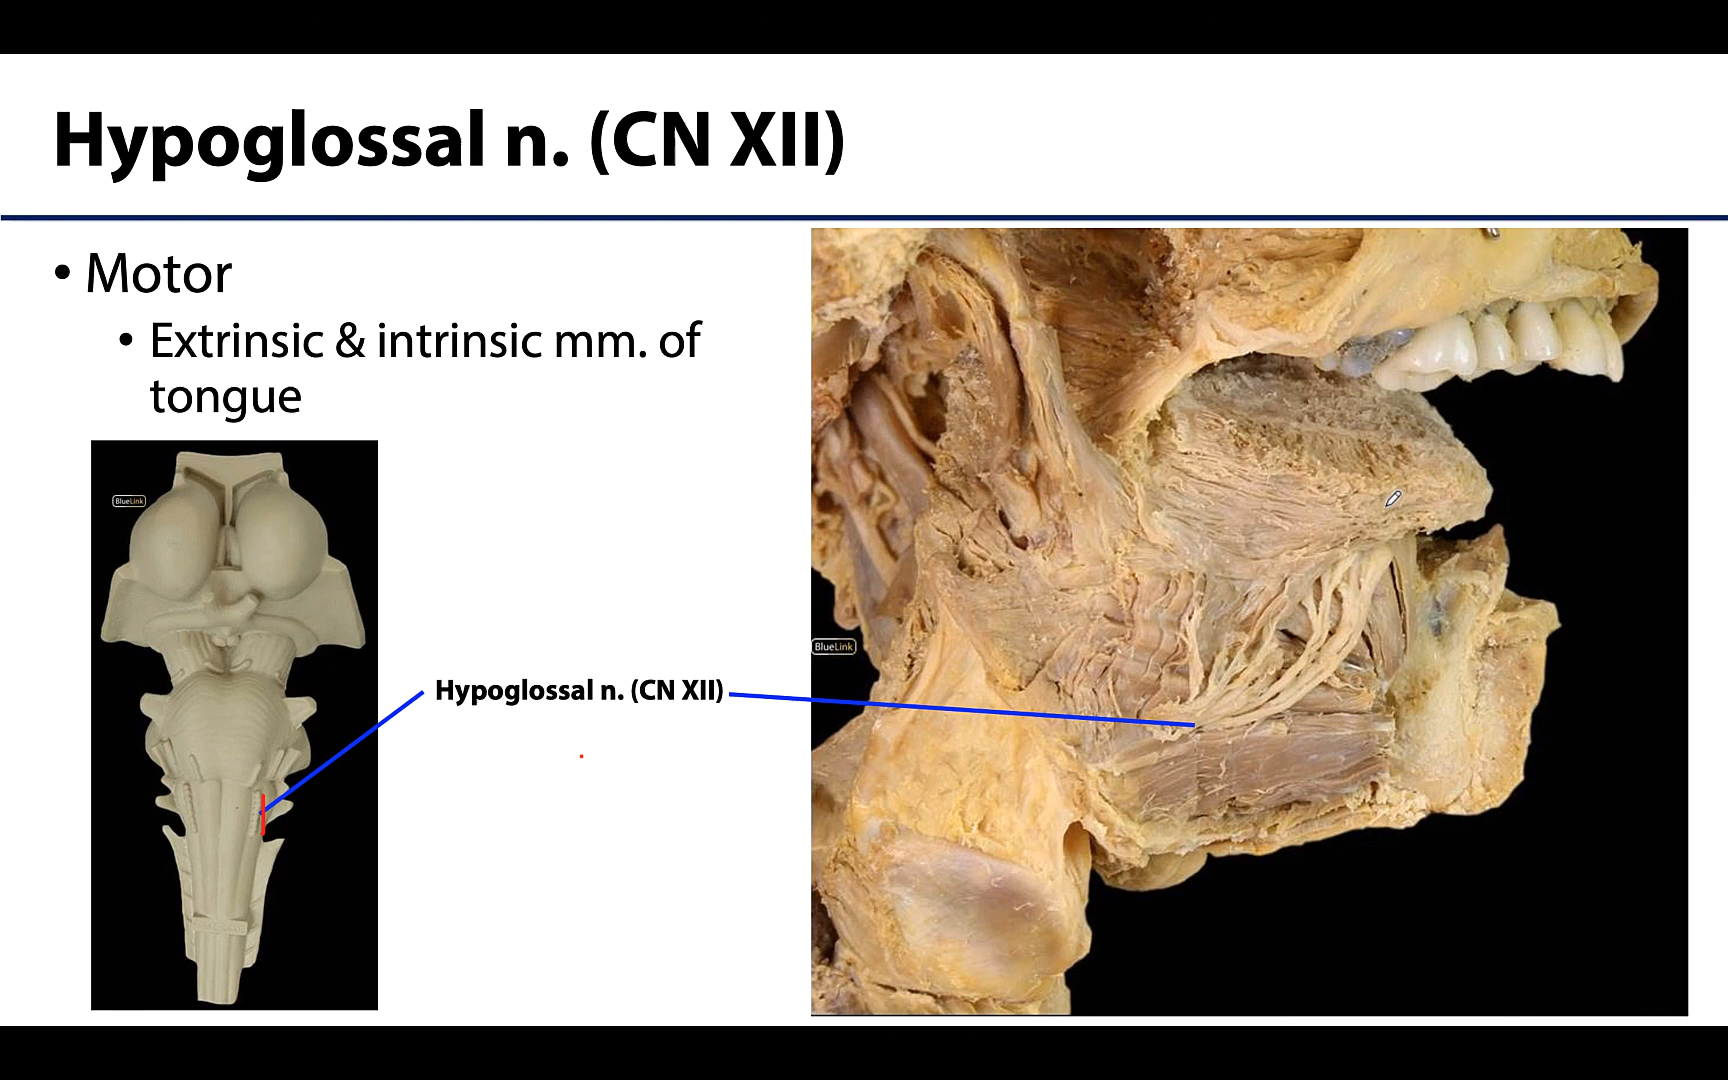 Hypoglossal n. (CN XII)
• Motor
• Extrinsic & intrinsic mm. of
tongue
BlueLink
BlueLink
Hypoglossal n. (CN XII)